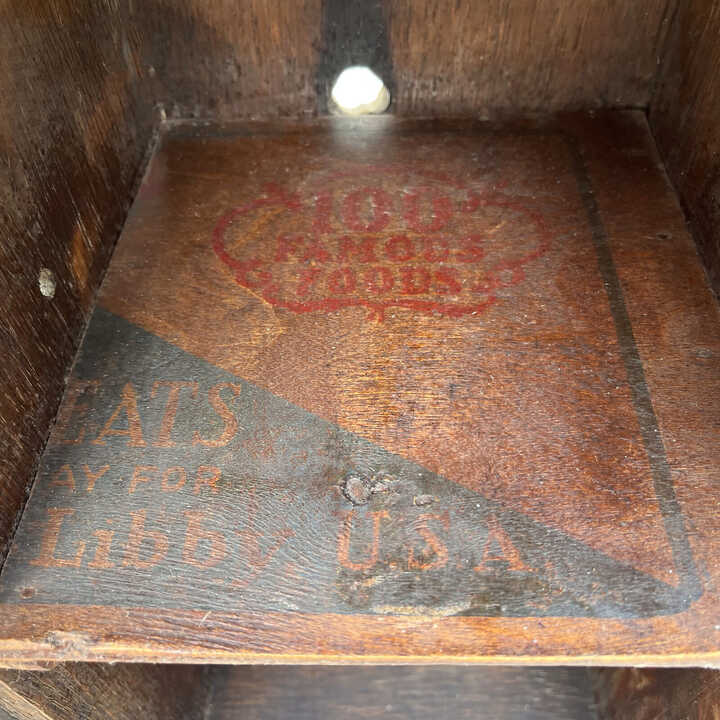 100
FAMOUS
FOODS
EATS
AY FOR
Libby U.S.A.